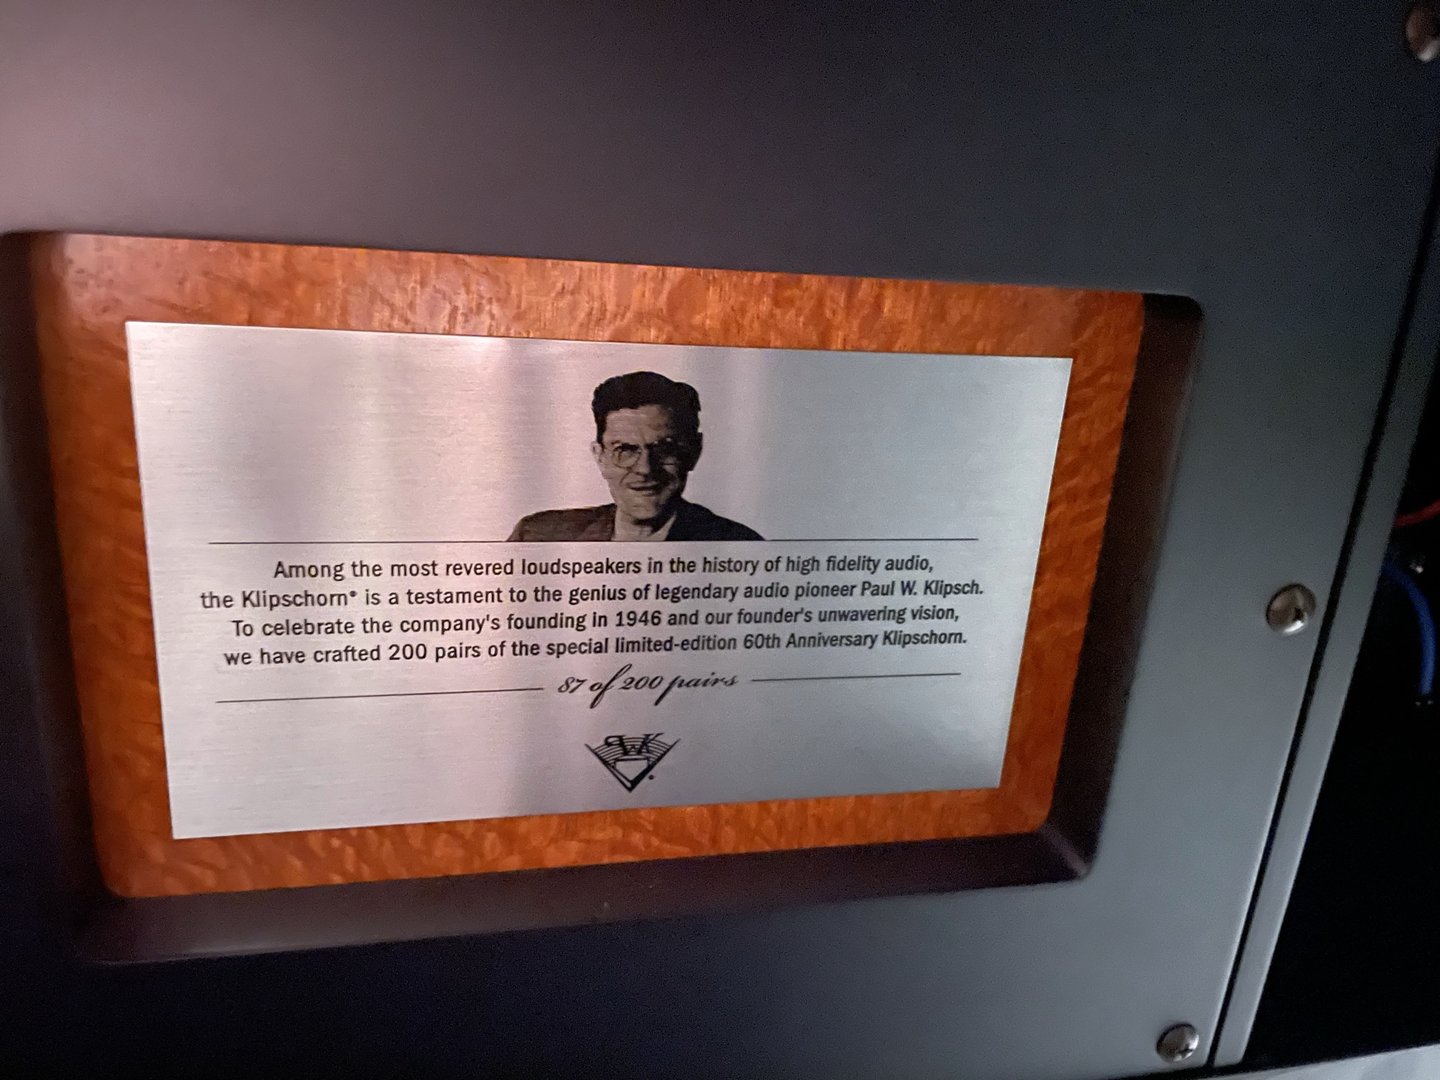 Among the most revered loudspeakers in the history of high fidelity audio,
the Klipschorn® is a testament to the genius of legendary audio pioneer Paul W. Klipsch.
To celebrate the company's founding in 1946 and our founder's unwavering vision,
we have crafted 200 pairs of the special limited-edition 60th Anniversary Klipschorn.
87 of 200 pairs
PWK